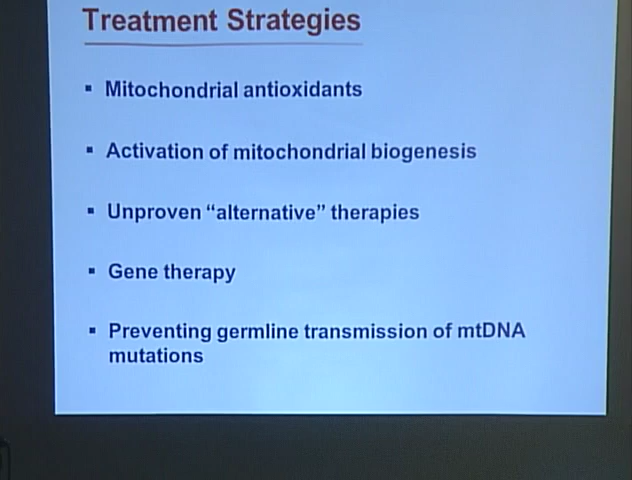 Treatment Strategies
▪ Mitochondrial antioxidants
▪ Activation of mitochondrial biogenesis
▪ Unproven “alternative” therapies
▪ Gene therapy
▪ Preventing germline transmission of mtDNA
mutations